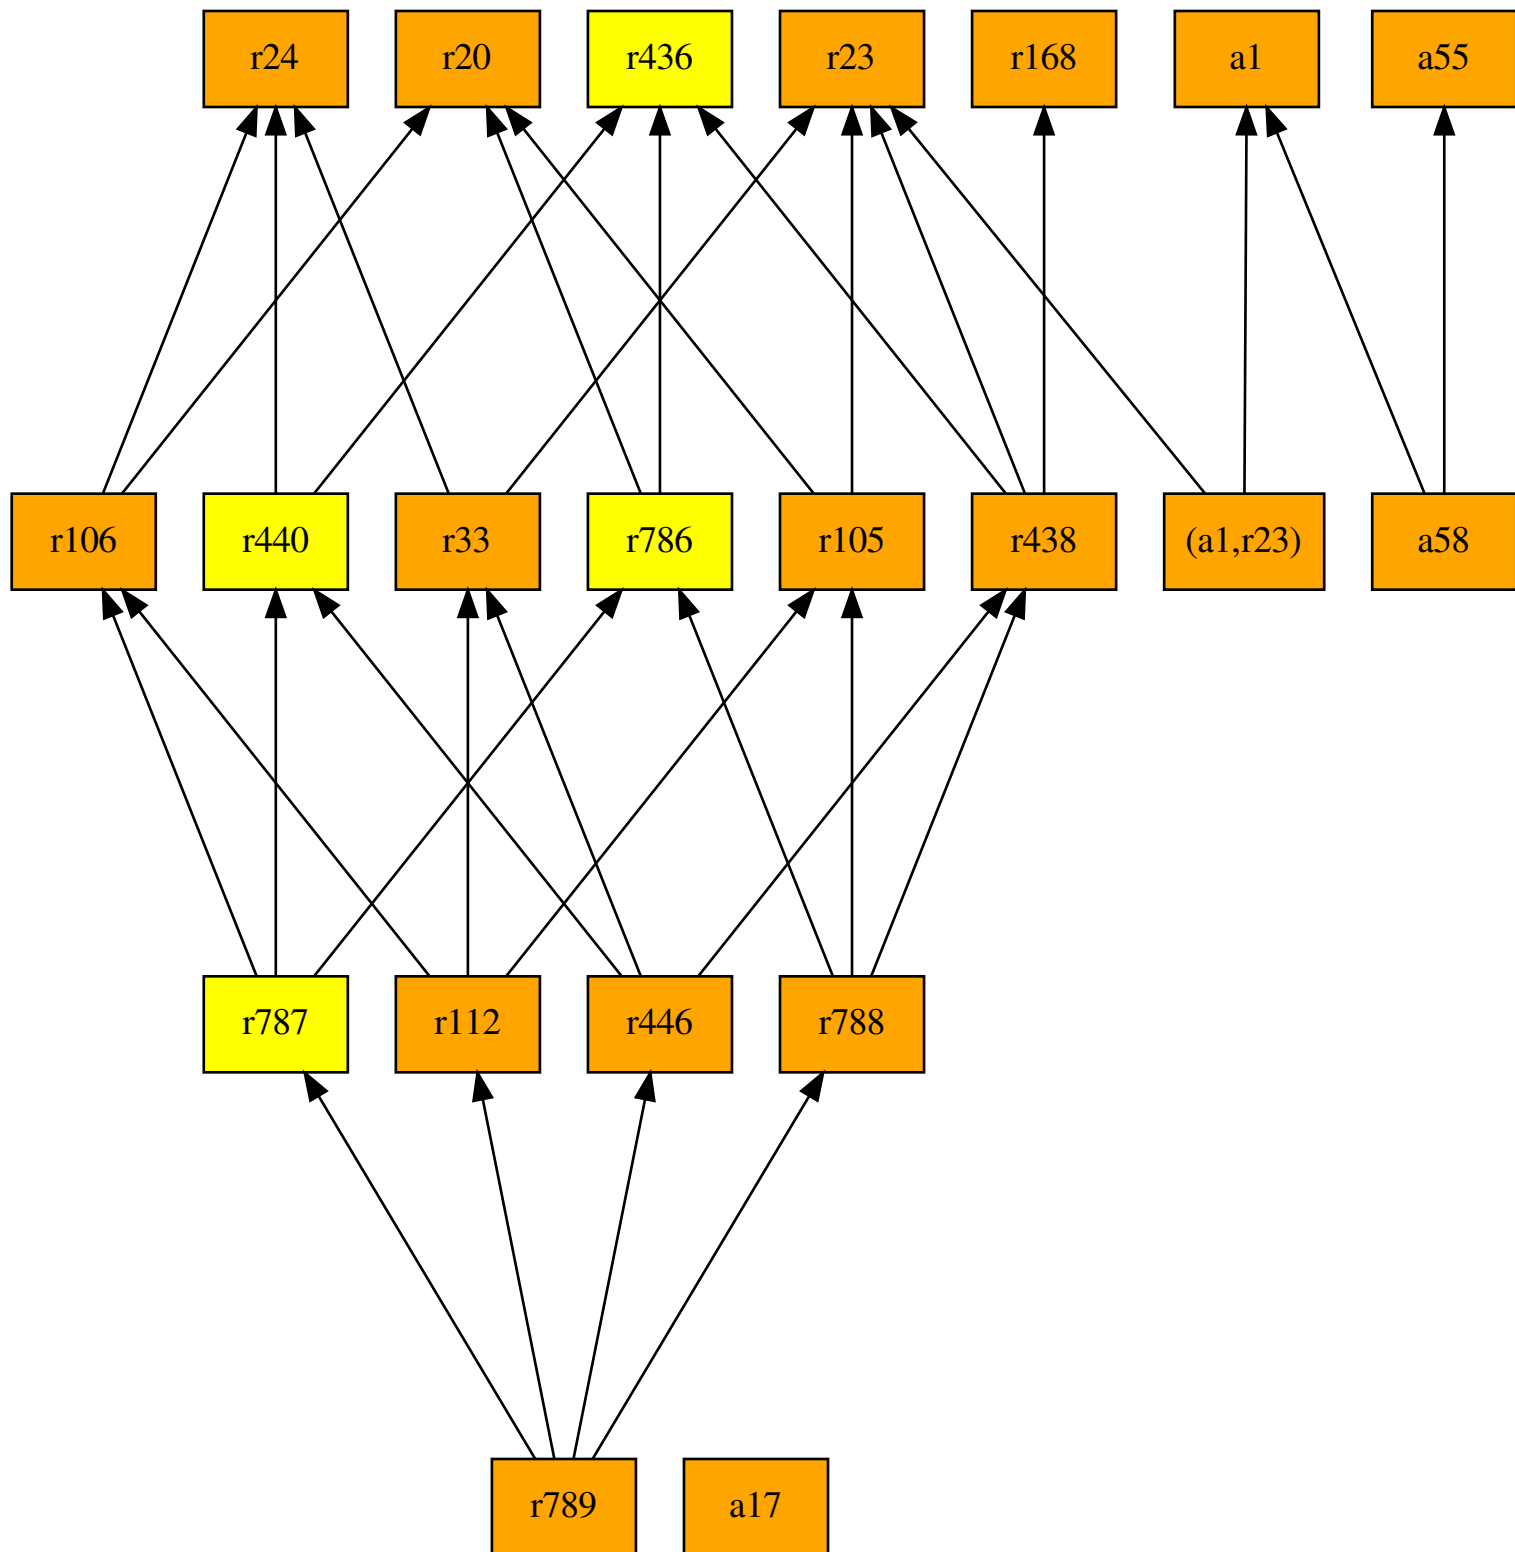 r24 r20 r436 r23 r168 a1 a55
r106 r440 r33 r786 r105 r438 (a1,r23) a58
r787 r112 r446 r788
r789 a17